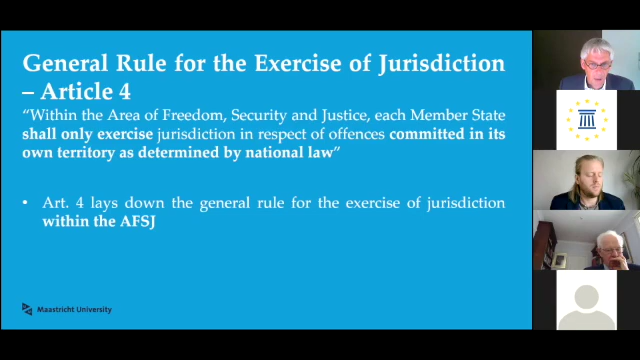 General Rule for the Exercise of Jurisdiction
– Article 4
“Within the Area of Freedom, Security and Justice, each Member State
shall only exercise jurisdiction in respect of offences committed in its
own territory as determined by national law”
• Art. 4 lays down the general rule for the exercise of jurisdiction
within the AFSJ
Maastricht University